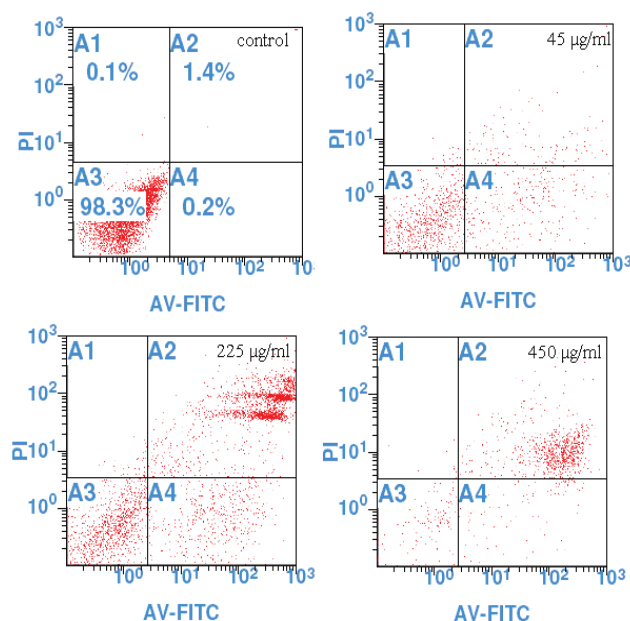 10³
A1
A2
control
0.1%
1.4%
10²
PI
10¹
A3
A4
10⁰
98.3%
0.2%
10⁰
10¹
10²
10
AV-FITC
10³
A1
A2
45 µg/ml
10²
PI
10¹
A3
A4
10⁰
10⁰
10¹
10²
10³
AV-FITC
10³
A1
A2
225 µg/ml
10²
PI
10¹
A3
A4
10⁰
10⁰
10¹
10²
10³
AV-FITC
10³
A1
A2
450 µg/ml
10²
PI
10¹
A3
A4
10⁰
10⁰
10¹
10²
10³
AV-FITC